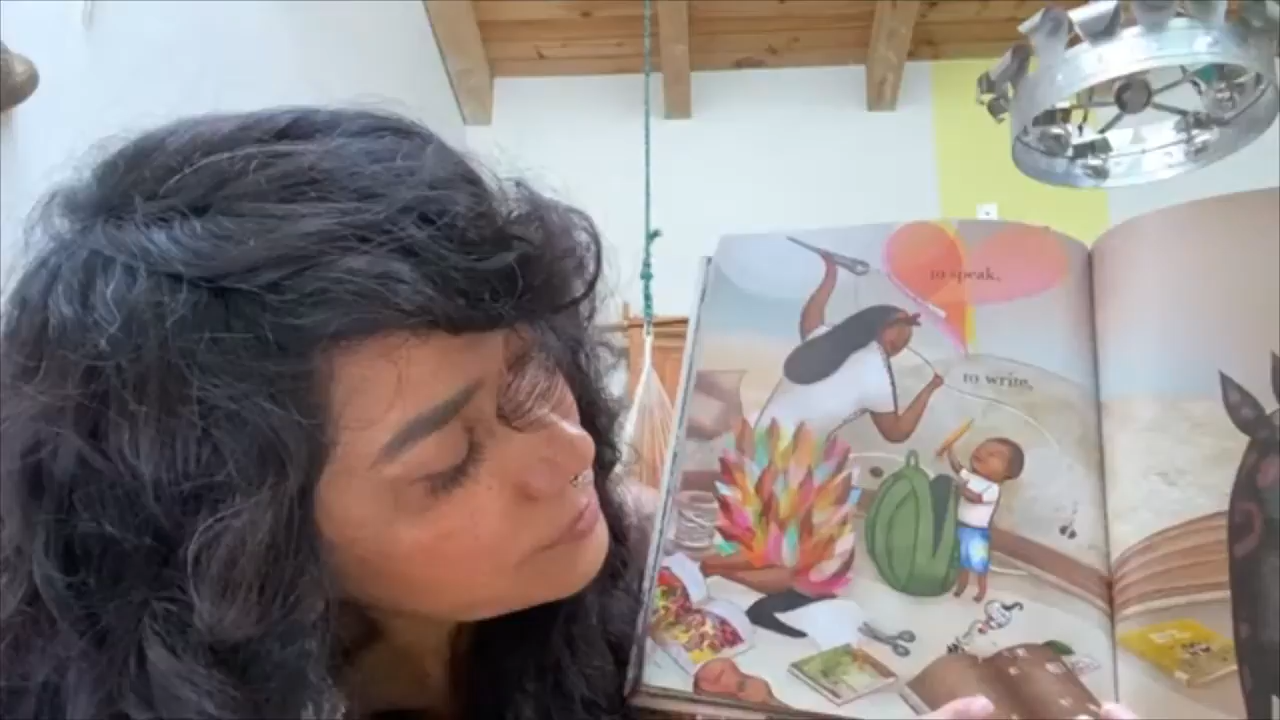 to speak,
to write,